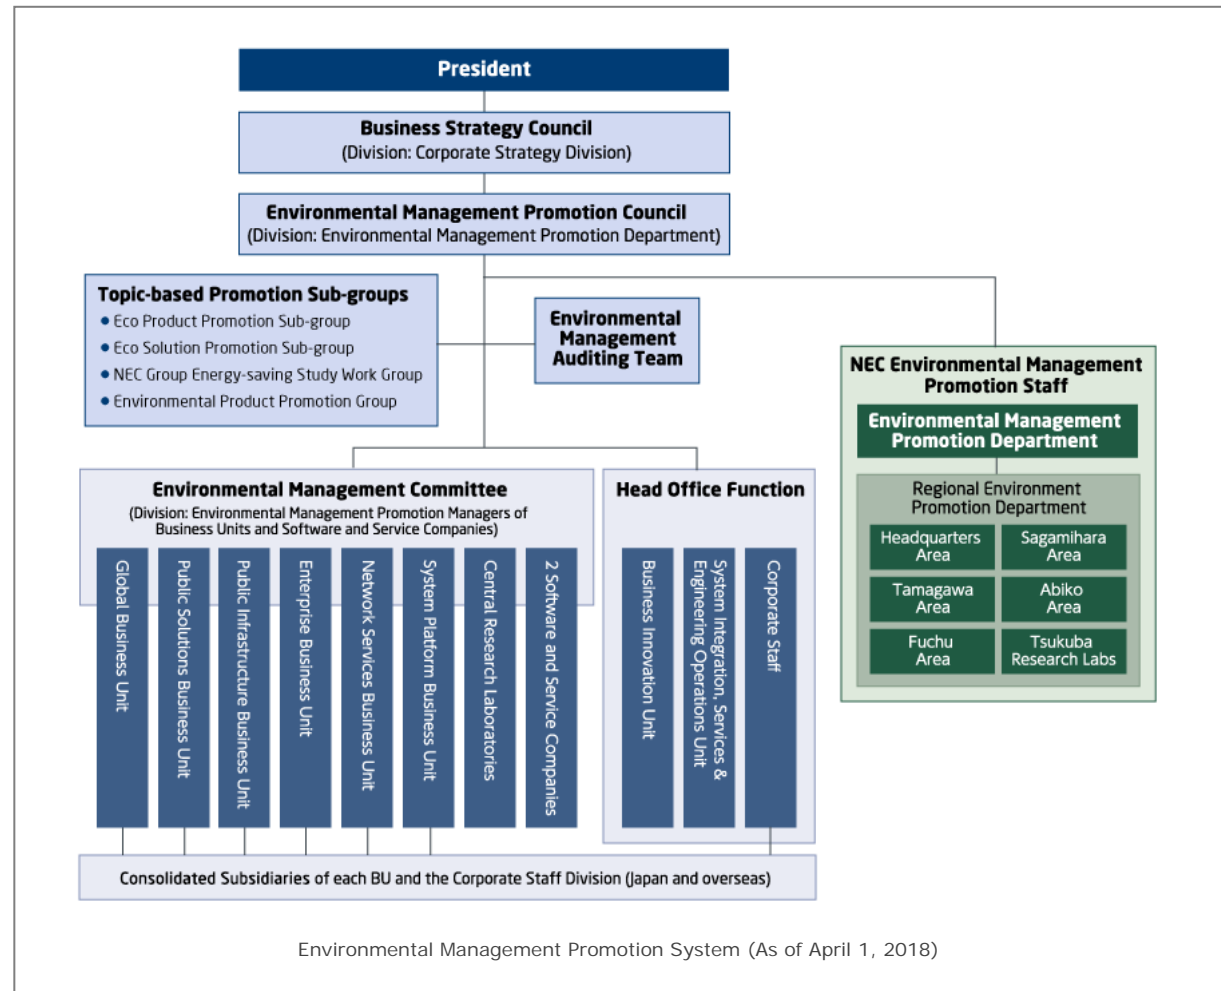 President
Business Strategy Council
(Division: Corporate Strategy Division)
Environmental Management Promotion Council
(Division: Environmental Management Promotion Department)
Topic-based Promotion Sub-groups
• Eco Product Promotion Sub-group
• Eco Solution Promotion Sub-group
• NEC Group Energy-saving Study Work Group
• Environmental Product Promotion Group
Environmental
Management
Auditing Team
NEC Environmental Management
Promotion Staff
Environmental Management
Promotion Department
Regional Environment
Promotion Department
Headquarters
Area
Sagamihara
Area
Tamagawa
Area
Abiko
Area
Fuchu
Area
Tsukuba
Research Labs
Environmental Management Committee
(Division: Environmental Management Promotion Managers of
Business Units and Software and Service Companies)
Global Business Unit
Public Solutions Business Unit
Public Infrastructure Business Unit
Enterprise Business Unit
Network Services Business Unit
System Platform Business Unit
Central Research Laboratories
2 Software and Service Companies
Head Office Function
Business Innovation Unit
System Integration, Services &
Engineering Operations Unit
Corporate Staff
Consolidated Subsidiaries of each BU and the Corporate Staff Division (Japan and overseas)
Environmental Management Promotion System (As of April 1, 2018)